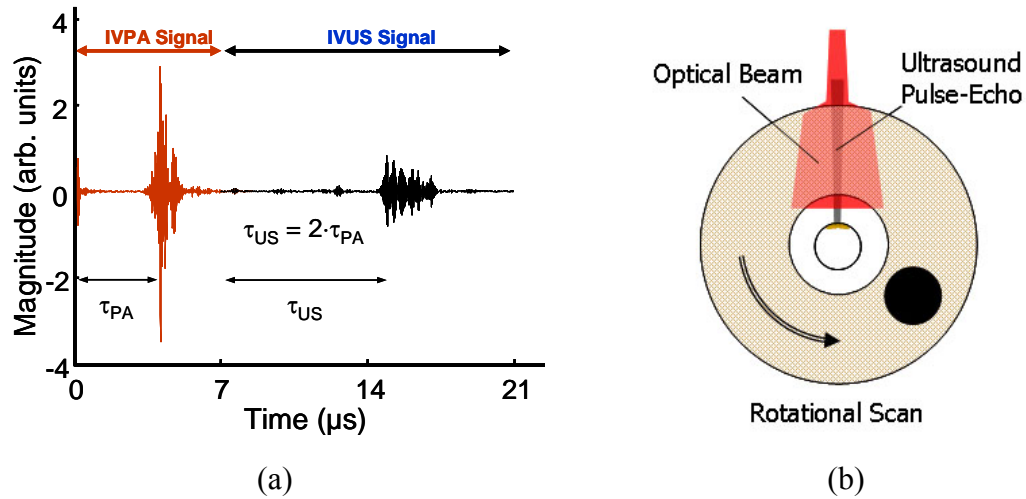 4
2
0
-2
-4
Magnitude (arb. units)
IVPA Signal
IVUS Signal
τUS = 2·τPA
τPA
τUS
0
7
14
21
Time (µs)
(a)
Optical Beam
Ultrasound
Pulse-Echo
Rotational Scan
(b)